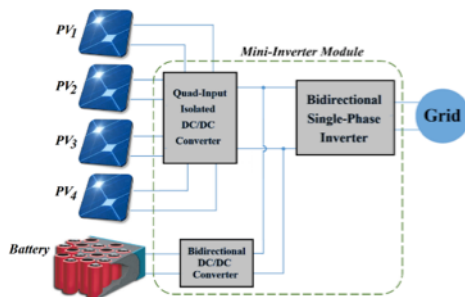 PV1
Mini-Inverter Module
PV2
Quad-Input
Isolated
DC/DC
Converter
Bidirectional
Single-Phase
Inverter
Grid
PV3
PV4
Battery
Bidirectional
DC/DC
Converter